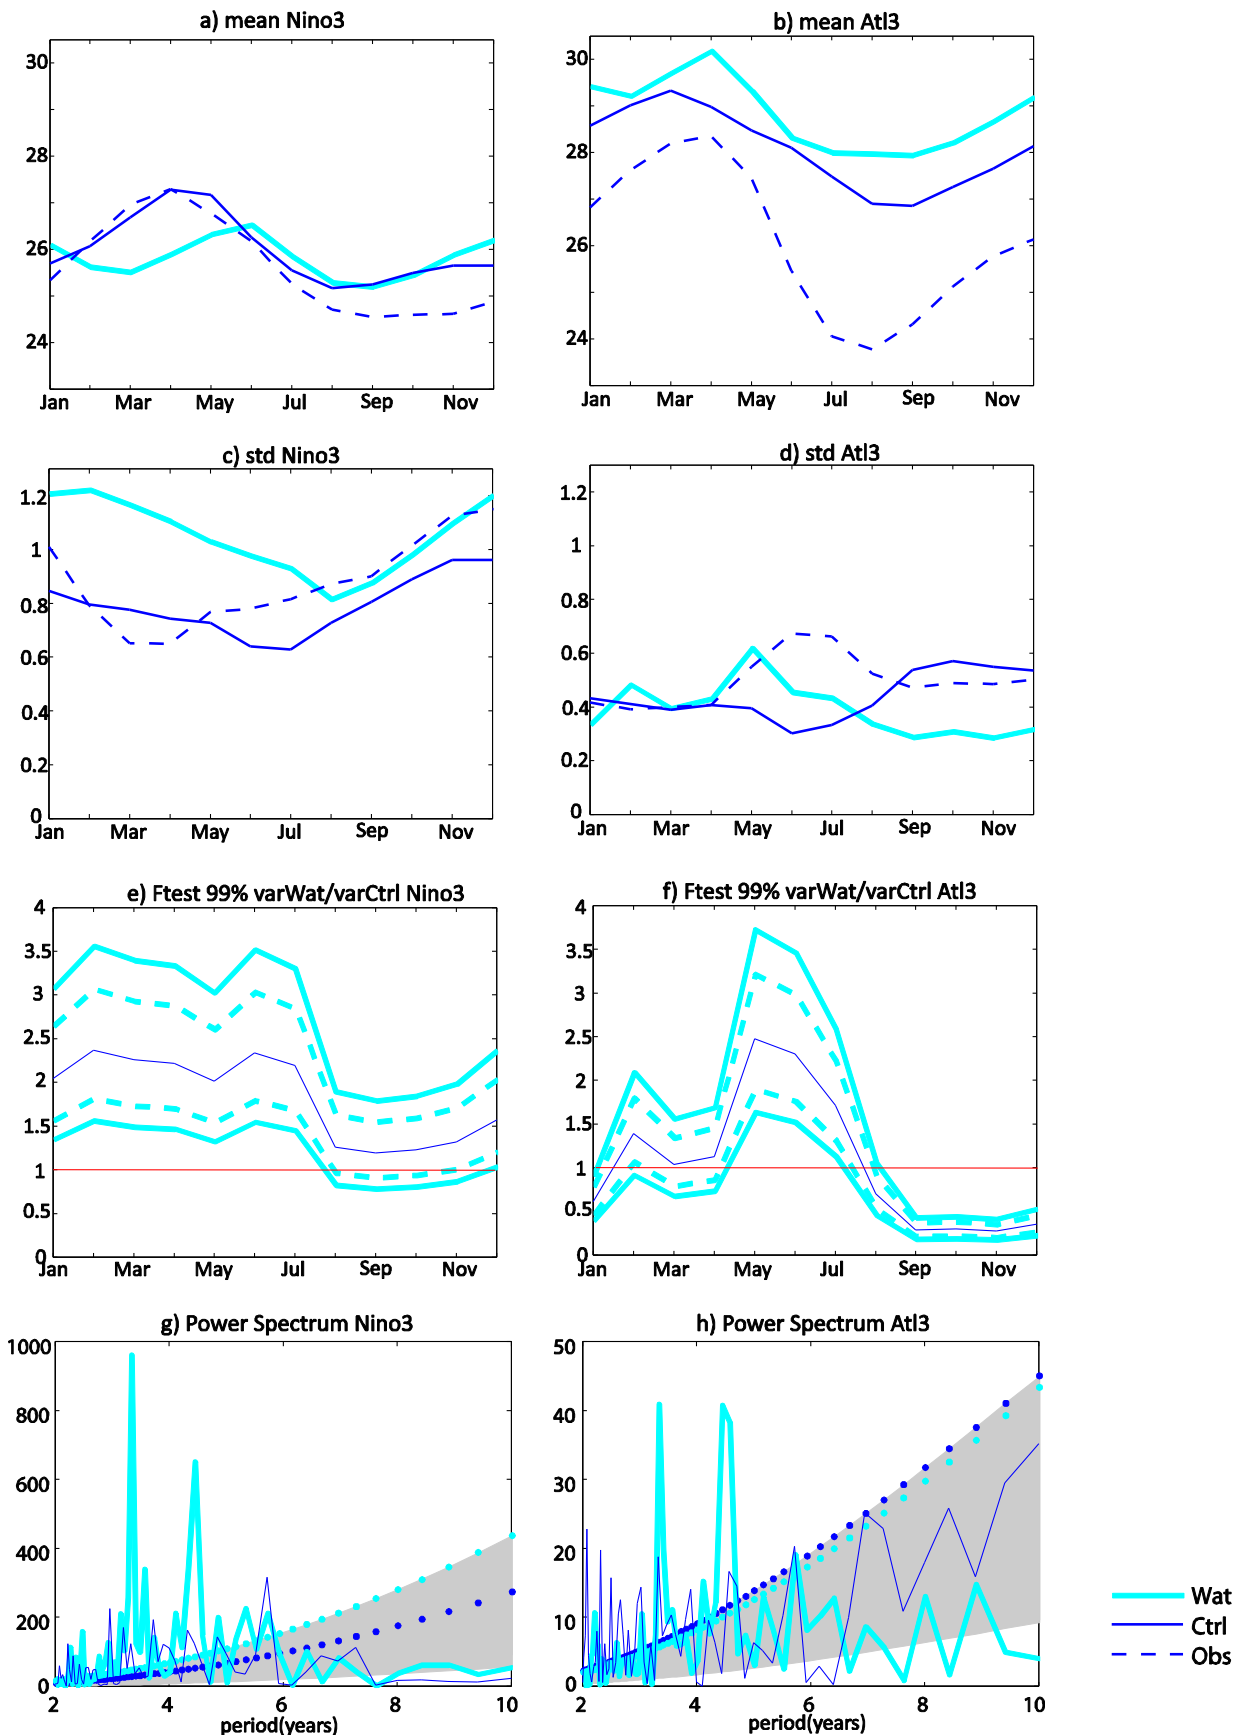 a) mean Nino3
b) mean Atl3
30
28
26
24
Jan Mar May Jul Sep Nov
30
28
26
24
Jan Mar May Jul Sep Nov
c) std Nino3
d) std Atl3
1.2
1
0.8
0.6
0.4
0.2
0
Jan Mar May Jul Sep Nov
1.2
1
0.8
0.6
0.4
0.2
0
Jan Mar May Jul Sep Nov
e) Ftest 99% varWat/varCtrl Nino3
f) Ftest 99% varWat/varCtrl Atl3
4
3.5
3
2.5
2
1.5
1
0.5
0
Jan Mar May Jul Sep Nov
4
3.5
3
2.5
2
1.5
1
0.5
0
Jan Mar May Jul Sep Nov
g) Power Spectrum Nino3
h) Power Spectrum Atl3
1000
800
600
400
200
0
2 4 6 8 10
period(years)
50
40
30
20
10
0
2 4 6 8 10
period(years)
Wat
Ctrl
Obs